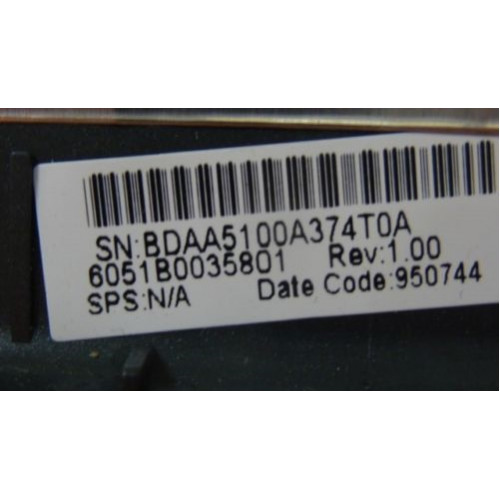 SN:BDAA5100A374T0A
6051B0035801 Rev:1.00
SPS:N/A Date Code:950744